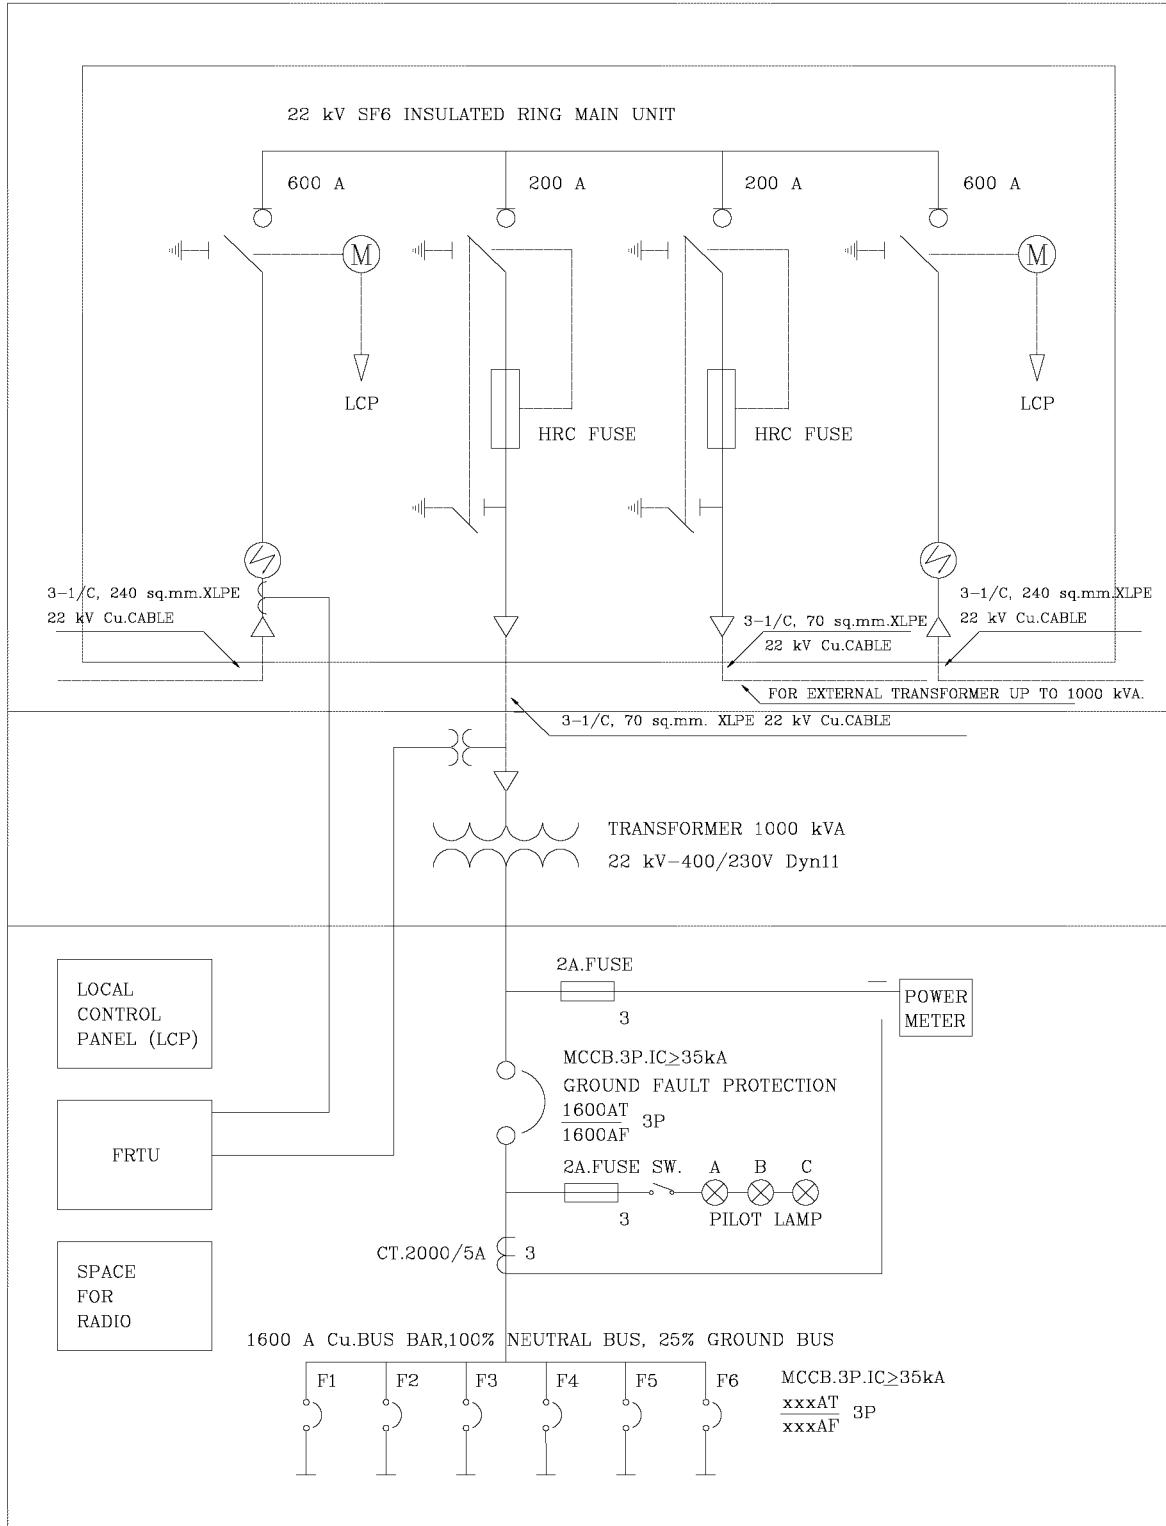 22 kV SF6 INSULATED RING MAIN UNIT
600 A
200 A
200 A
600 A
M
M
LCP
LCP
HRC FUSE
HRC FUSE
3-1/C, 240 sq.mm.XLPE
22 kV Cu.CABLE
3-1/C, 70 sq.mm.XLPE
22 kV Cu.CABLE
3-1/C, 240 sq.mm.XLPE
22 kV Cu.CABLE
FOR EXTERNAL TRANSFORMER UP TO 1000 kVA.
3-1/C, 70 sq.mm. XLPE 22 kV Cu.CABLE
TRANSFORMER 1000 kVA
22 kV-400/230V Dyn11
2A.FUSE
3
POWER
METER
LOCAL
CONTROL
PANEL (LCP)
MCCB.3P.IC≥35kA
GROUND FAULT PROTECTION
1600AT
1600AF
3P
FRTU
2A.FUSE SW. A B C
3
PILOT LAMP
CT.2000/5A
3
SPACE
FOR
RADIO
1600 A Cu.BUS BAR,100% NEUTRAL BUS, 25% GROUND BUS
F1 F2 F3 F4 F5 F6
MCCB.3P.IC≥35kA
xxxAT
xxxAF
3P